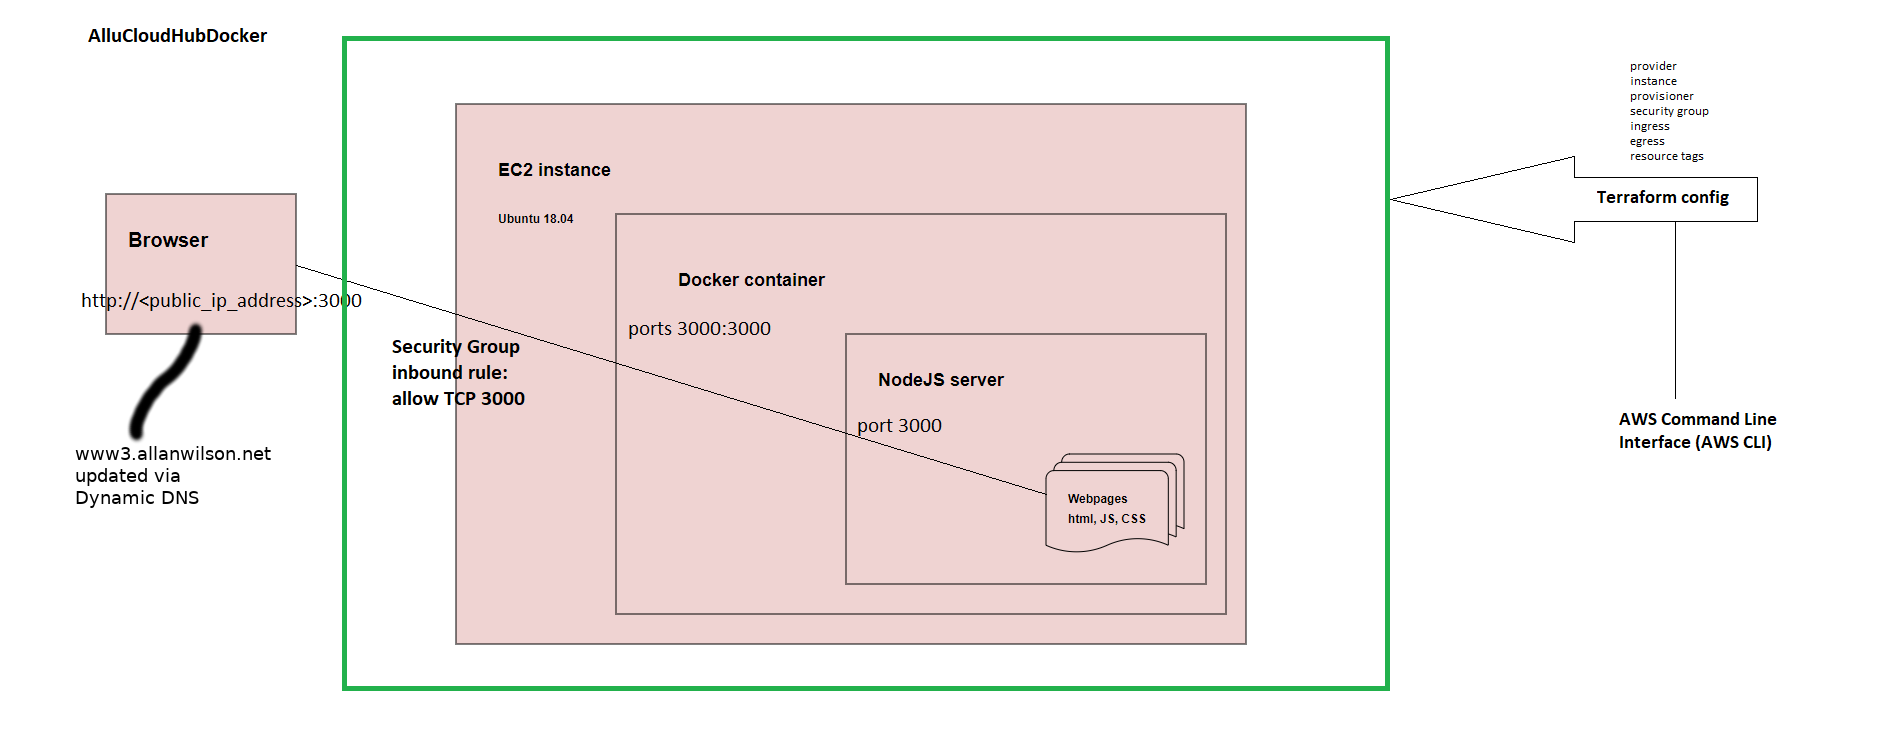 AlluCloudHubDocker
Browser
http://<public_ip_address>:3000
www3.allanwilson.net
updated via
Dynamic DNS
Security Group
inbound rule:
allow TCP 3000
EC2 instance
Ubuntu 18.04
Docker container
ports 3000:3000
NodeJS server
port 3000
Webpages
html, JS, CSS
provider
instance
provisioner
security group
ingress
egress
resource tags
Terraform config
AWS Command Line
Interface (AWS CLI)